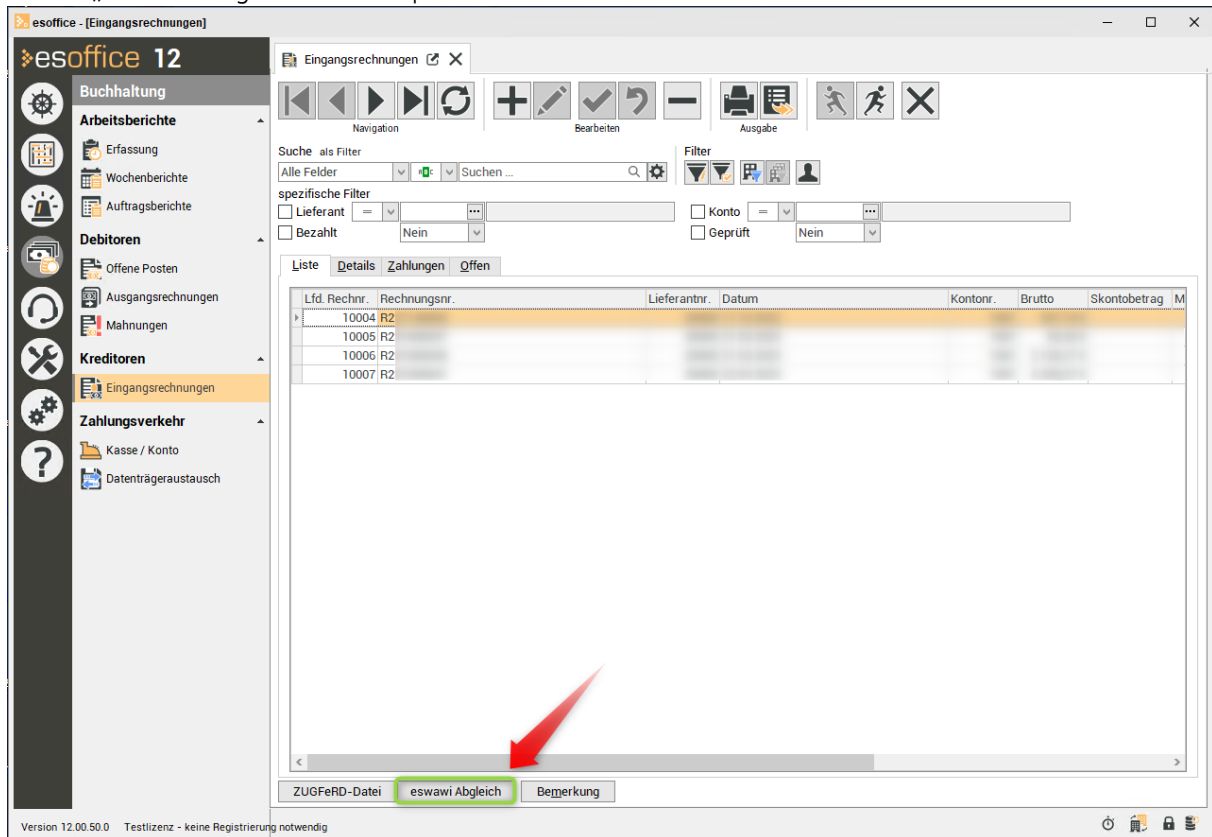 esoffice - [Eingangsrechnungen]
esoffice 12
Eingangsrechnungen
Buchhaltung
Arbeitsberichte
Erfassung
Wochenberichte
Auftragsberichte
Debitoren
Offene Posten
Ausgangsrechnungen
Mahnungen
Kreditoren
Eingangsrechnungen
Zahlungsverkehr
Kasse / Konto
Datenträgeraustausch
Navigation
Bearbeiten
Ausgabe
Suche als Filter
Filter
Alle Felder
Suchen ...
spezifische Filter
Lieferant =
Konto =
Bezahlt Nein
Geprüft Nein
Liste Details Zahlungen Offen
Lfd. Rechnr. Rechnungsnr. Lieferantnr. Datum Kontonr. Brutto Skontobetrag M
10004 R2
10005 R2
10006 R2
10007 R2
ZUGFeRD-Datei eswawi Abgleich Bemerkung
Version 12.00.50.0 Testlizenz - keine Registrierung notwendig